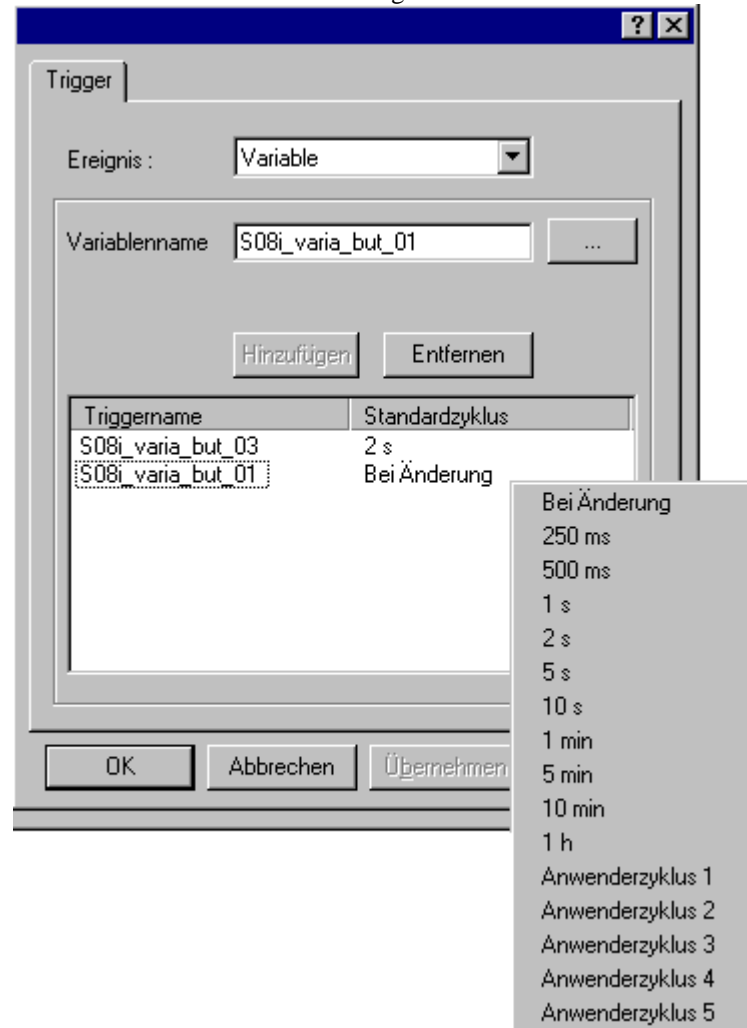 Trigger
Ereignis :
Variable
Variablenname
S08i_varia_but_01
...
Hinzufügen
Entfernen
Triggername Standardzyklus
S08i_varia_but_03 2 s
S08i_varia_but_01 Bei Änderung
OK
Abbrechen
Übernehmen
Bei Änderung
250 ms
500 ms
1 s
2 s
5 s
10 s
1 min
5 min
10 min
1 h
Anwenderzyklus 1
Anwenderzyklus 2
Anwenderzyklus 3
Anwenderzyklus 4
Anwenderzyklus 5